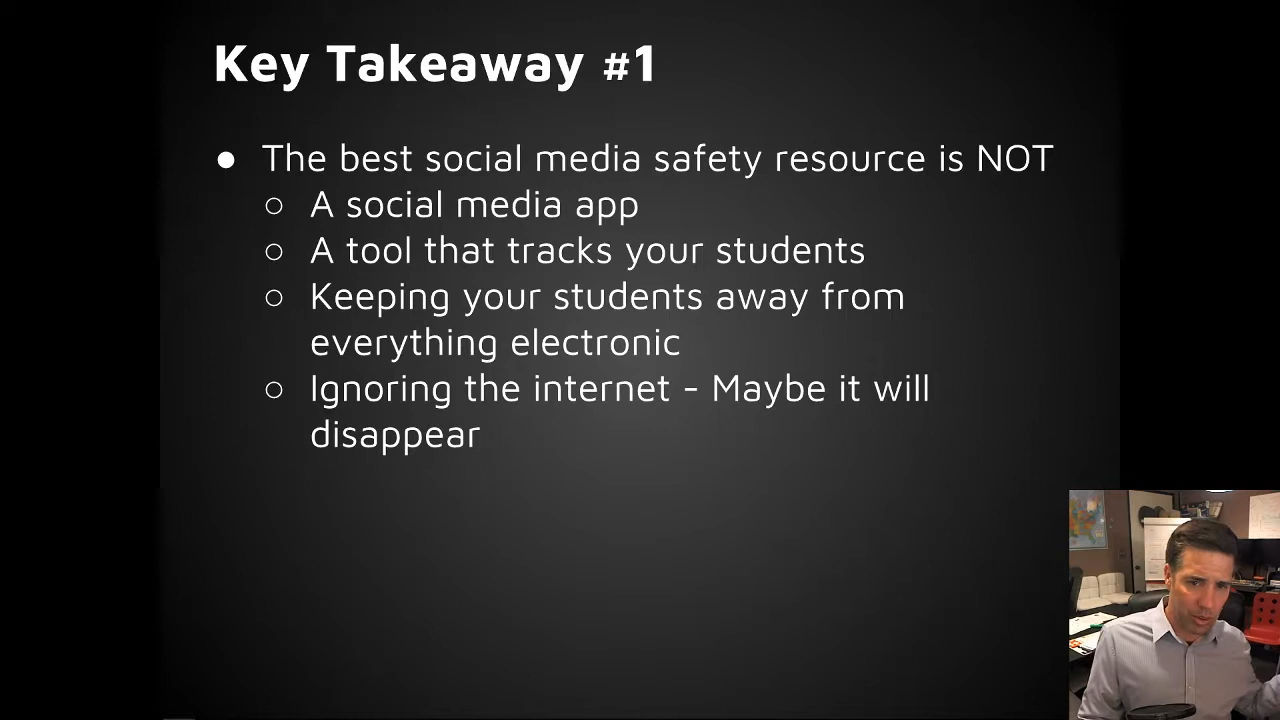 Key Takeaway #1
● The best social media safety resource is NOT
○ A social media app
○ A tool that tracks your students
○ Keeping your students away from
everything electronic
○ Ignoring the internet - Maybe it will
disappear